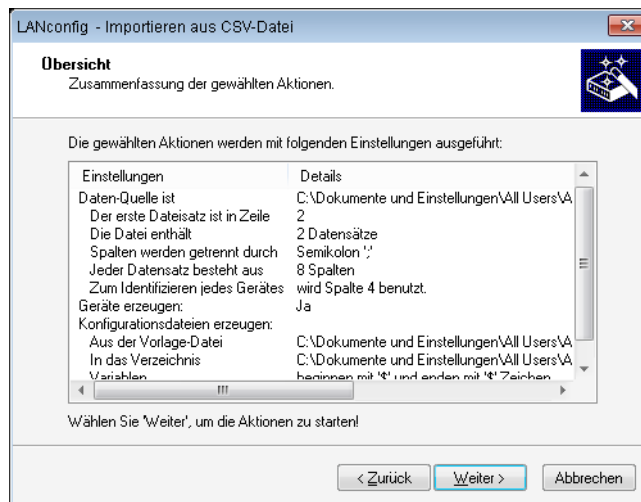 LANconfig - Importieren aus CSV-Datei
Übersicht
Zusammenfassung der gewählten Aktionen.
Die gewählten Aktionen werden mit folgenden Einstellungen ausgeführt:
Einstellungen Details
Daten-Quelle ist C:\Dokumente und Einstellungen\All Users\A
Der erste Dateisatz ist in Zeile 2
Die Datei enthält 2 Datensätze
Spalten werden getrennt durch Semikolon ';'
Jeder Datensatz besteht aus 8 Spalten
Zum Identifizieren jedes Gerätes wird Spalte 4 benutzt.
Geräte erzeugen: Ja
Konfigurationsdateien erzeugen:
Aus der Vorlage-Datei C:\Dokumente und Einstellungen\All Users\A
In das Verzeichnis C:\Dokumente und Einstellungen\All Users\A
Variablen beginnen mit '$' und enden mit '$' Zeichen
Wählen Sie 'Weiter', um die Aktionen zu starten!
< Zurück Weiter > Abbrechen